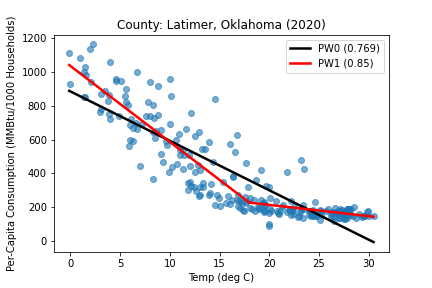 County: Latimer, Oklahoma (2020)
Per-Capita Consumption (MMBtu/1000 Households)
1200
1000
800
600
400
200
0
PW0 (0.769)
PW1 (0.85)
0 5 10 15 20 25 30
Temp (deg C)